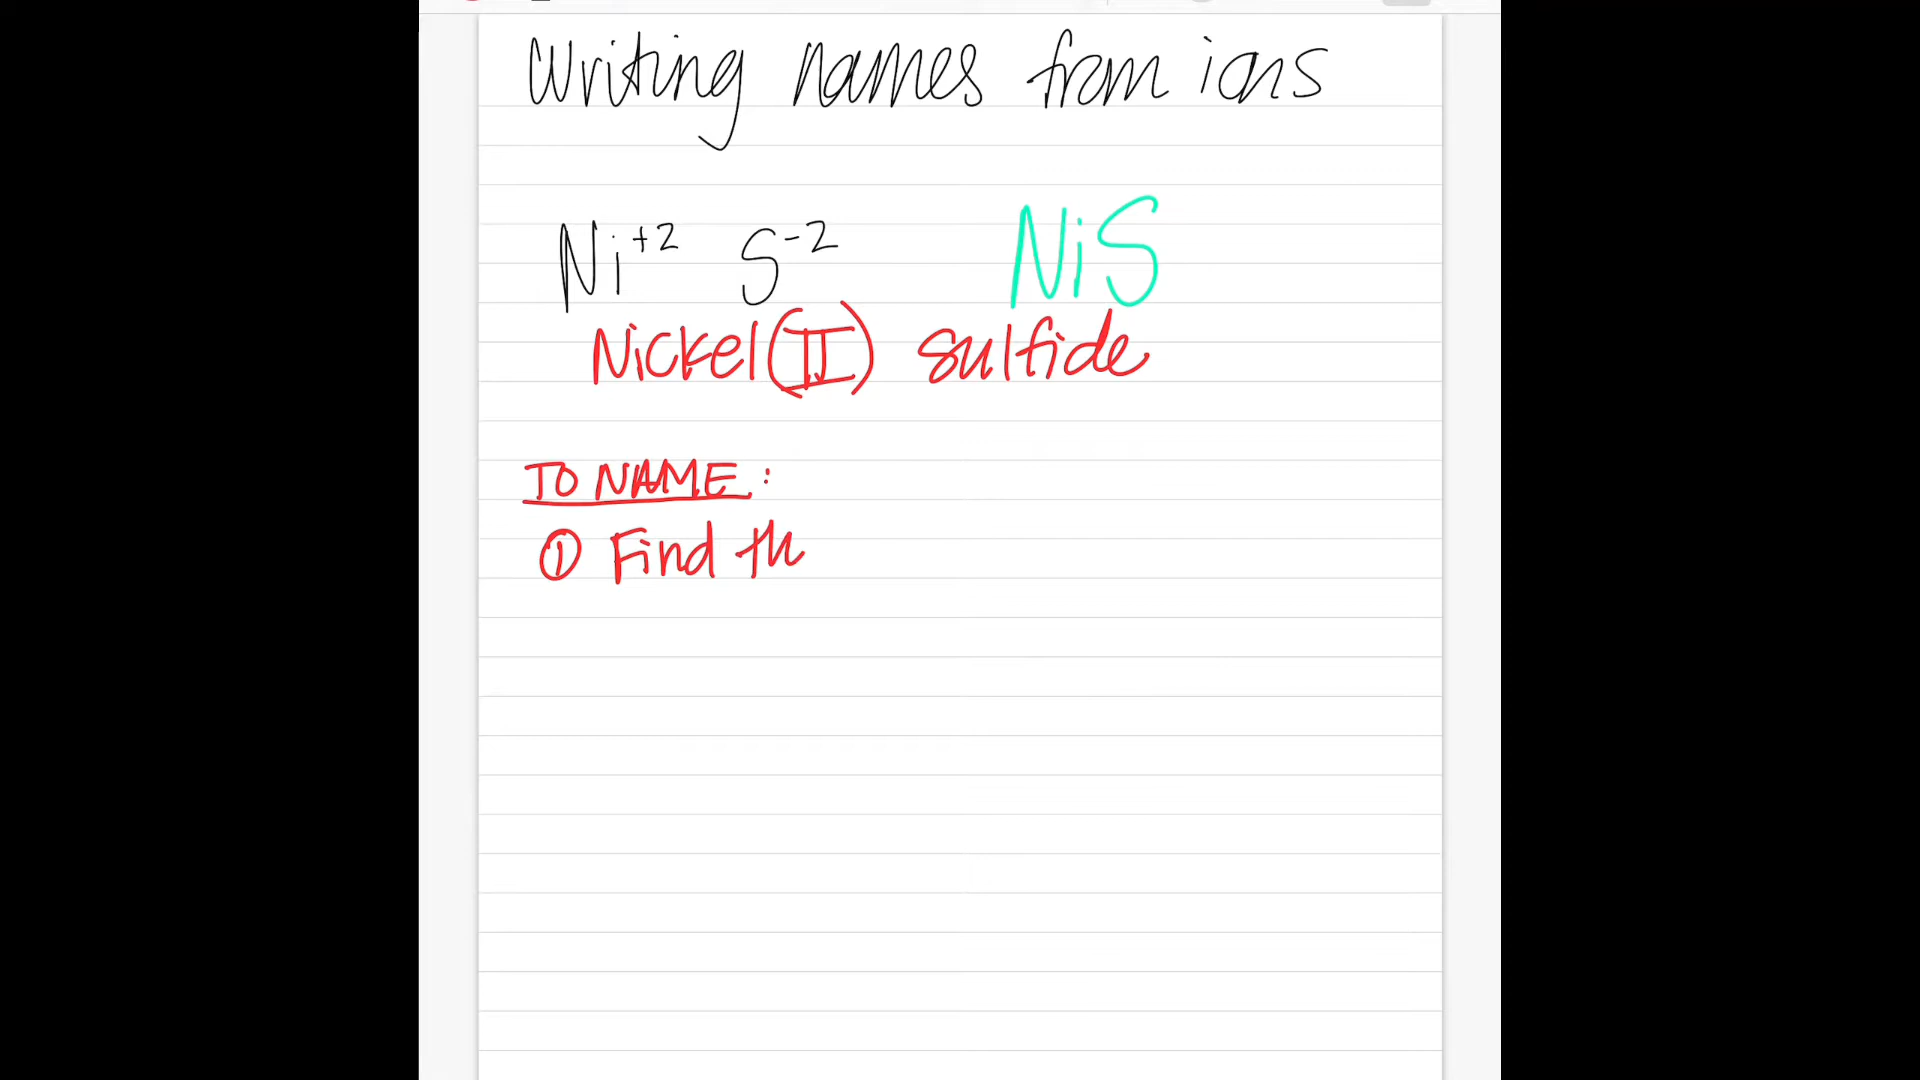 Writing names from ions
Ni+2 S-2 NiS
Nickel(II) sulfide
TO NAME:
① Find th